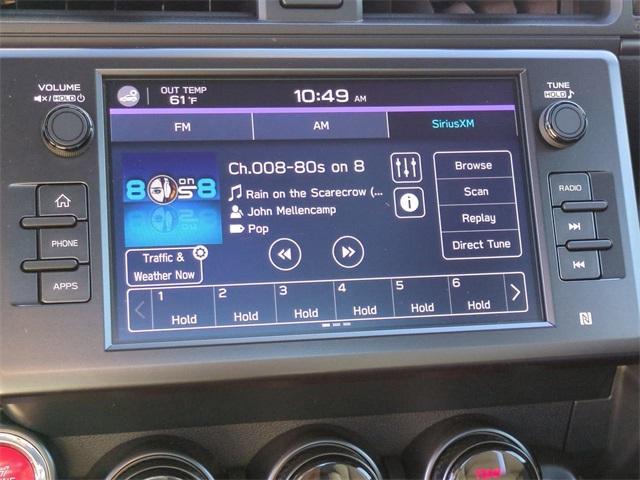 VOLUME
HOLD
OUT TEMP
61°F
10:49 AM
TUNE
HOLD
FM
AM
SiriusXM
80s on 8
Ch.008-80s on 8
Rain on the Scarecrow (...
John Mellencamp
Pop
Traffic &
Weather Now
Browse
Scan
Replay
Direct Tune
1 Hold
2 Hold
3 Hold
4 Hold
5 Hold
6 Hold
PHONE
APPS
RADIO